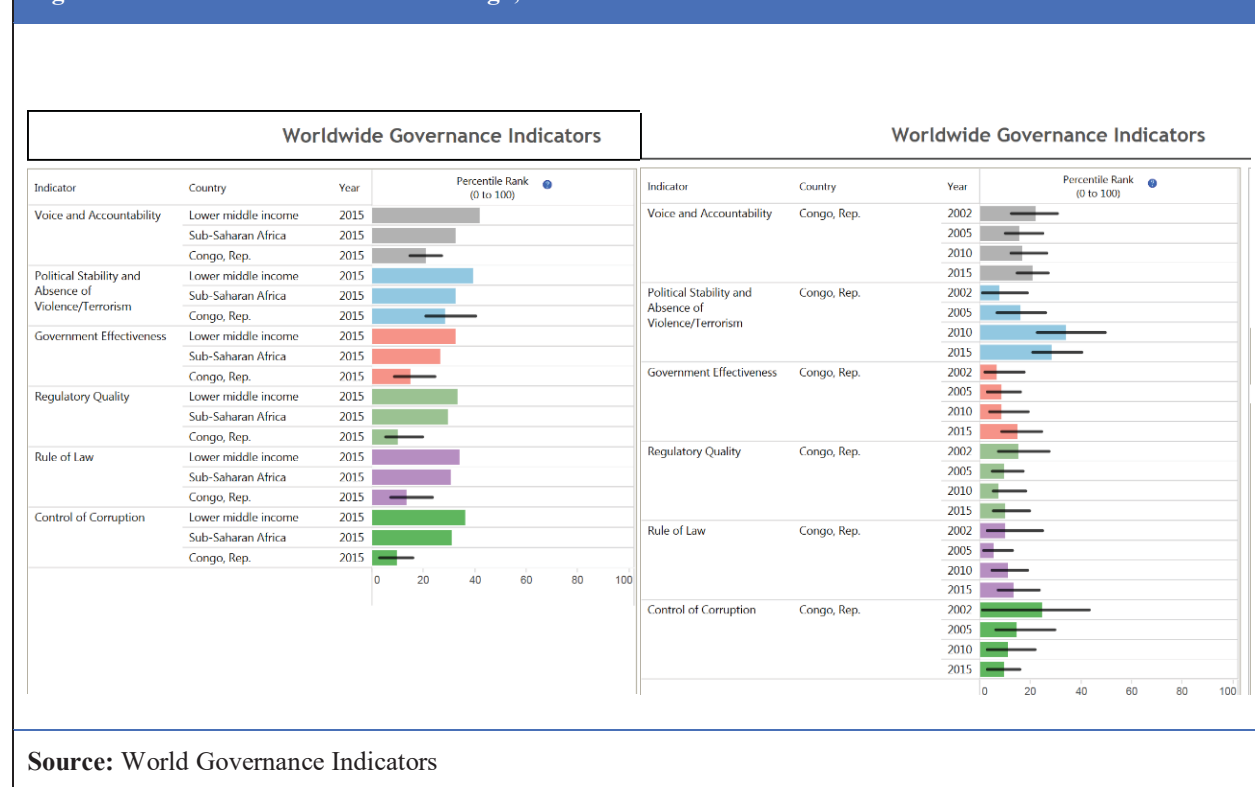 Worldwide Governance Indicators
Indicator Country Year Percentile Rank (0 to 100) ?
Voice and Accountability Lower middle income 2015
Sub-Saharan Africa 2015
Congo, Rep. 2015
Political Stability and Absence of Violence/Terrorism Lower middle income 2015
Sub-Saharan Africa 2015
Congo, Rep. 2015
Government Effectiveness Lower middle income 2015
Sub-Saharan Africa 2015
Congo, Rep. 2015
Regulatory Quality Lower middle income 2015
Sub-Saharan Africa 2015
Congo, Rep. 2015
Rule of Law Lower middle income 2015
Sub-Saharan Africa 2015
Congo, Rep. 2015
Control of Corruption Lower middle income 2015
Sub-Saharan Africa 2015
Congo, Rep. 2015
0 20 40 60 80 100
Worldwide Governance Indicators
Indicator Country Year Percentile Rank (0 to 100) ?
Voice and Accountability Congo, Rep. 2002
2005
2010
2015
Political Stability and Absence of Violence/Terrorism Congo, Rep. 2002
2005
2010
2015
Government Effectiveness Congo, Rep. 2002
2005
2010
2015
Regulatory Quality Congo, Rep. 2002
2005
2010
2015
Rule of Law Congo, Rep. 2002
2005
2010
2015
Control of Corruption Congo, Rep. 2002
2005
2010
2015
0 20 40 60 80 100
Source: World Governance Indicators